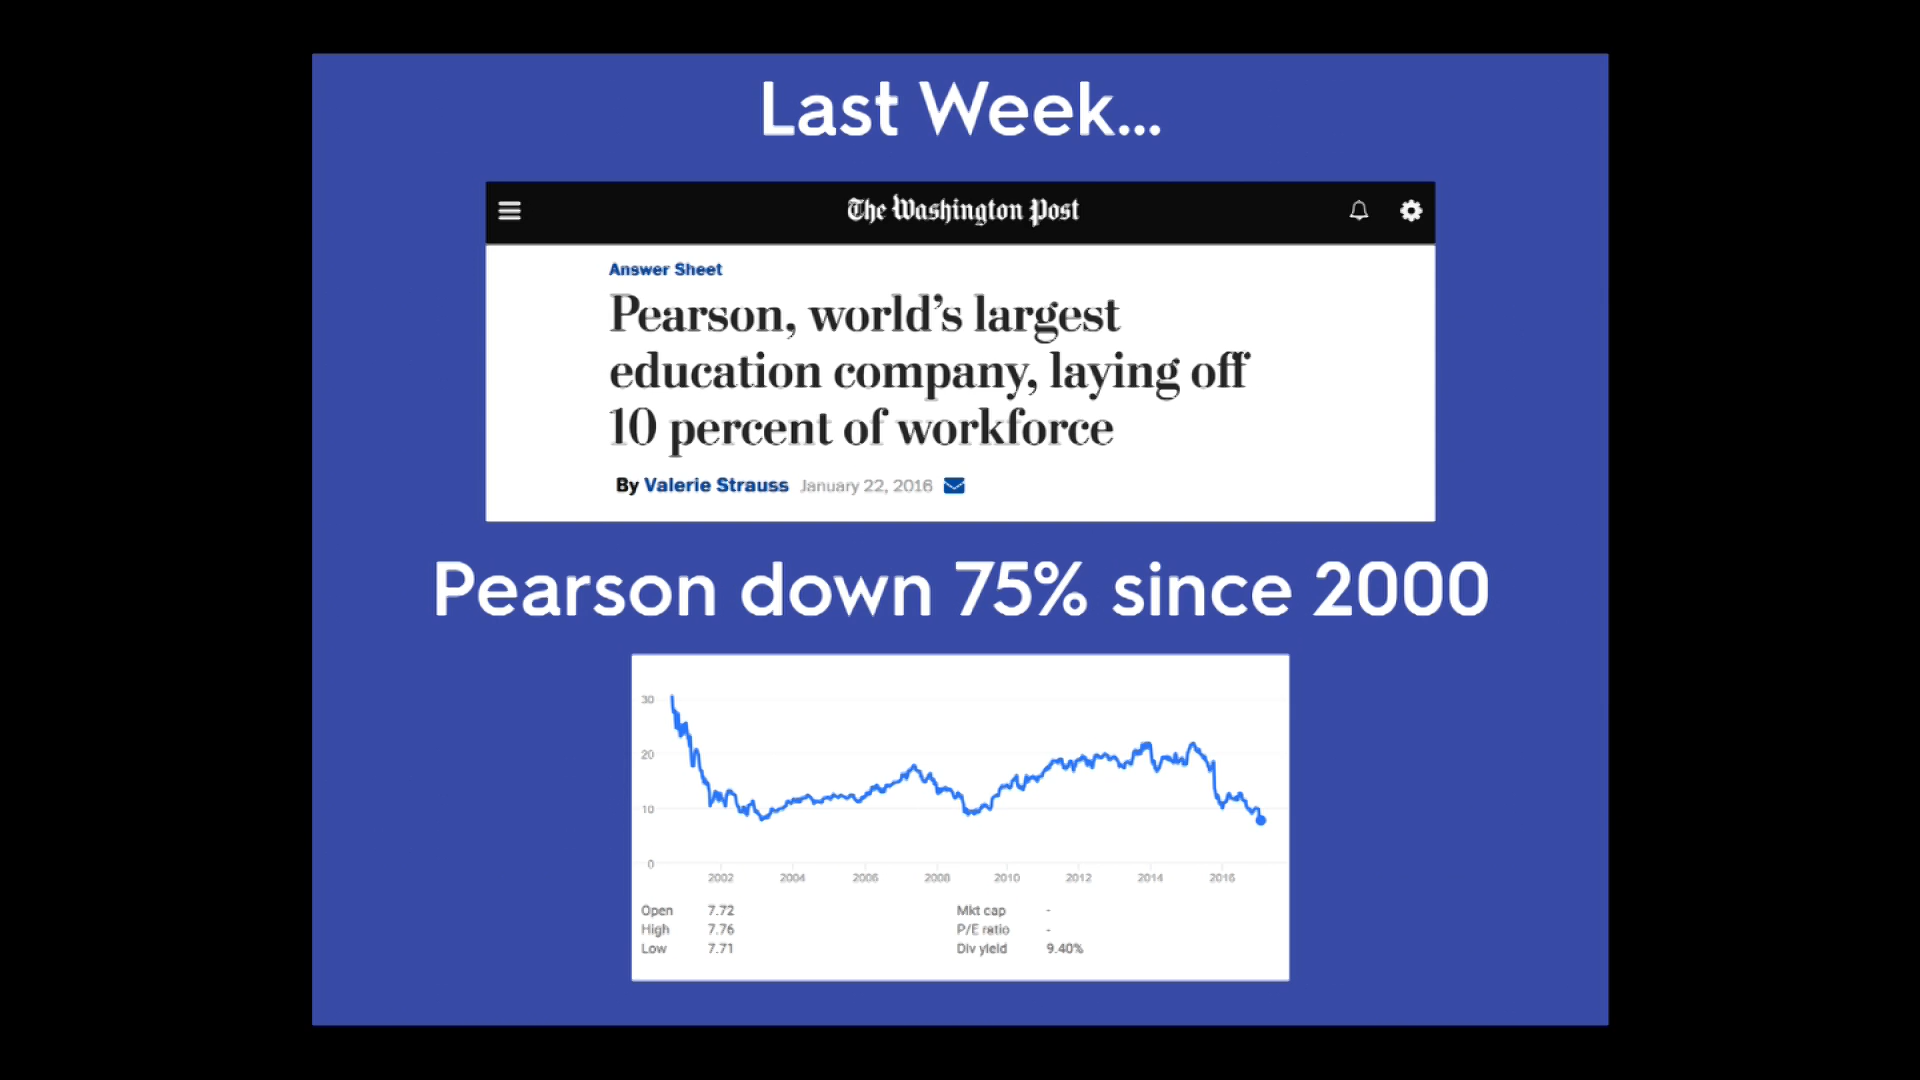 Last Week...
The Washington Post
Answer Sheet
Pearson, world's largest
education company, laying off
10 percent of workforce
By Valerie Strauss January 22, 2016
Pearson down 75% since 2000
30
20
10
0
2002 2004 2006 2008 2010 2012 2014 2016
Open 7.72 Mkt cap -
High 7.76 P/E ratio -
Low 7.71 Div yield 9.40%